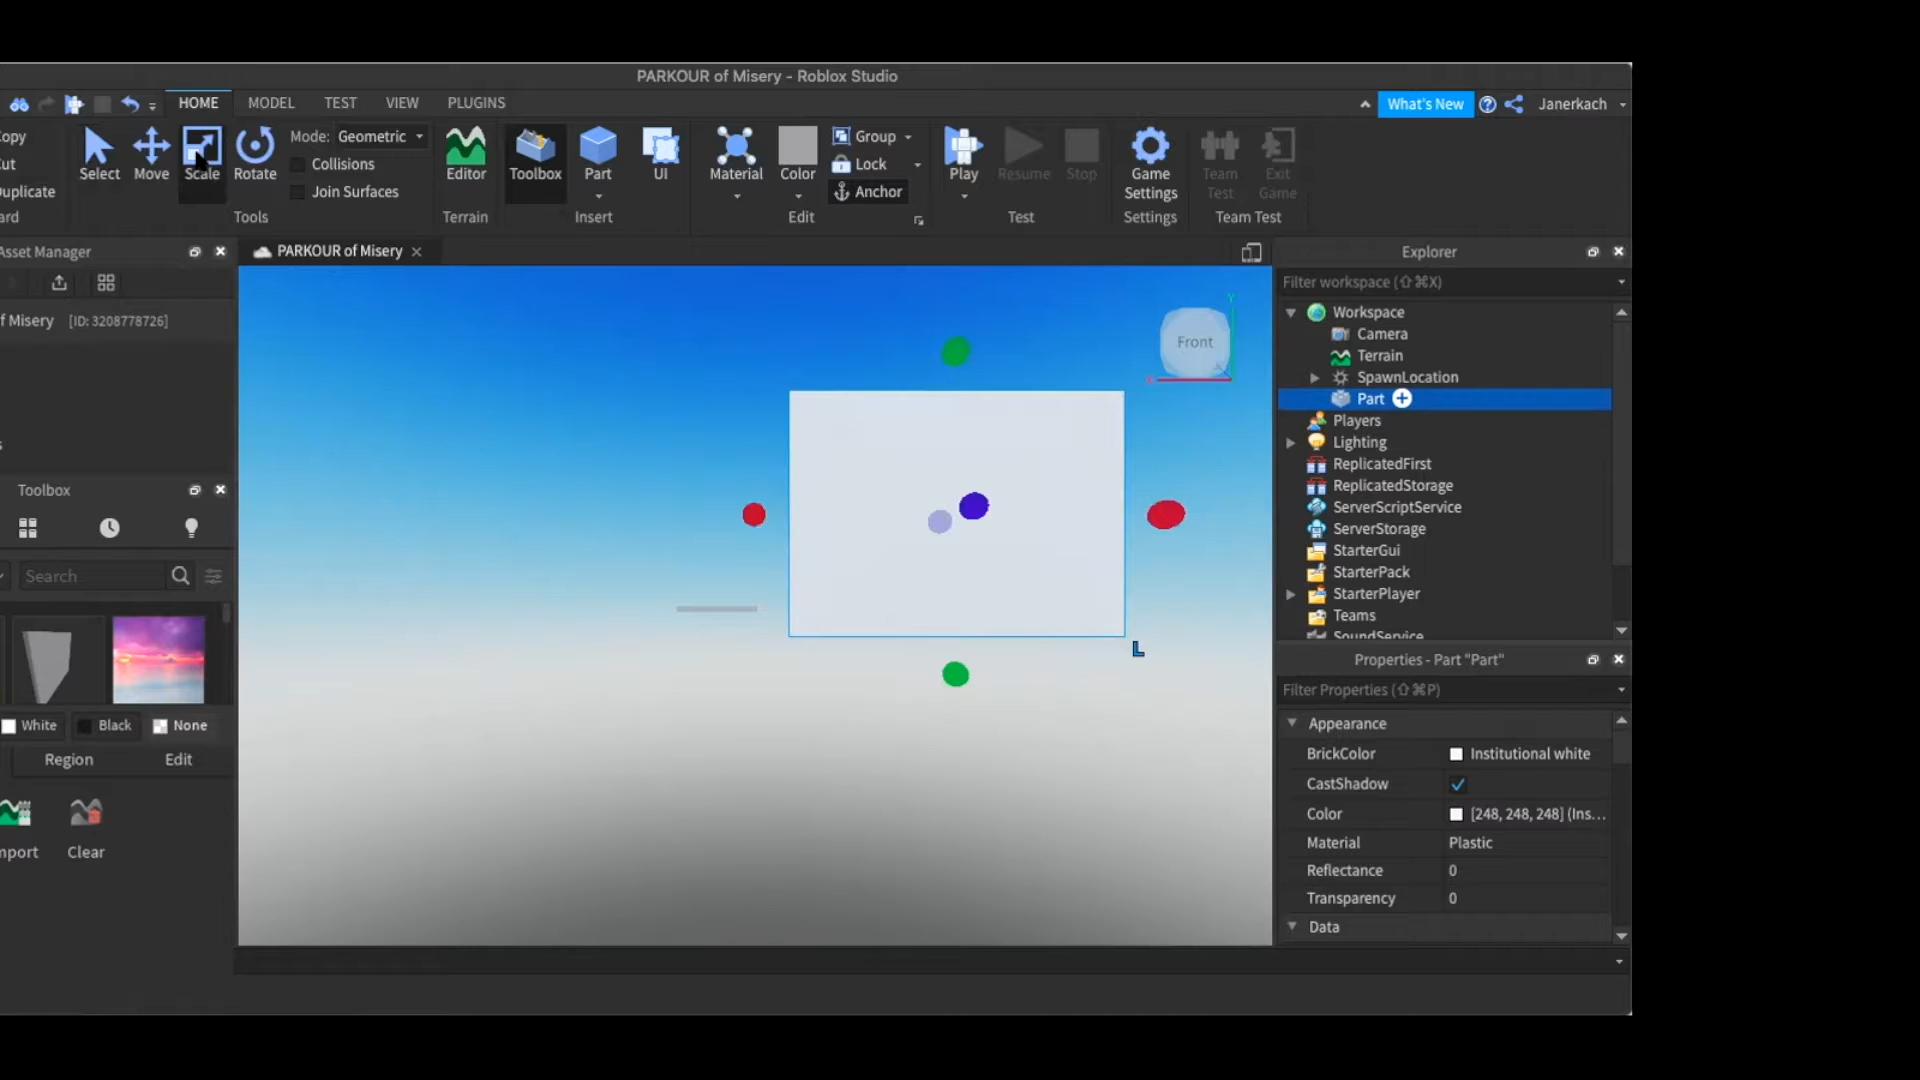 PARKOUR of Misery - Roblox Studio
HOME MODEL TEST VIEW PLUGINS What's New Janerkach
opy
ut
uplicate
ard
Select Move Scale Rotate
Mode: Geometric
Collisions
Join Surfaces
Tools
Editor
Terrain
Toolbox Part UI
Insert
Material Color
Group
Lock
Anchor
Edit
Play Resume Stop
Test
Game Settings
Settings
Team Test
Exit Game
Team Test
Asset Manager
f Misery [ID: 3208778726]
s
Toolbox
Search
White Black None
Region Edit
mport Clear
PARKOUR of Misery
Front
Y
L
Explorer
Filter workspace (⇧⌘X)
Workspace
Camera
Terrain
SpawnLocation
Part
Players
Lighting
ReplicatedFirst
ReplicatedStorage
ServerScriptService
ServerStorage
StarterGui
StarterPack
StarterPlayer
Teams
SoundService
Properties - Part "Part"
Filter Properties (⇧⌘P)
Appearance
BrickColor Institutional white
CastShadow
Color [248, 248, 248] (Ins...
Material Plastic
Reflectance 0
Transparency 0
Data